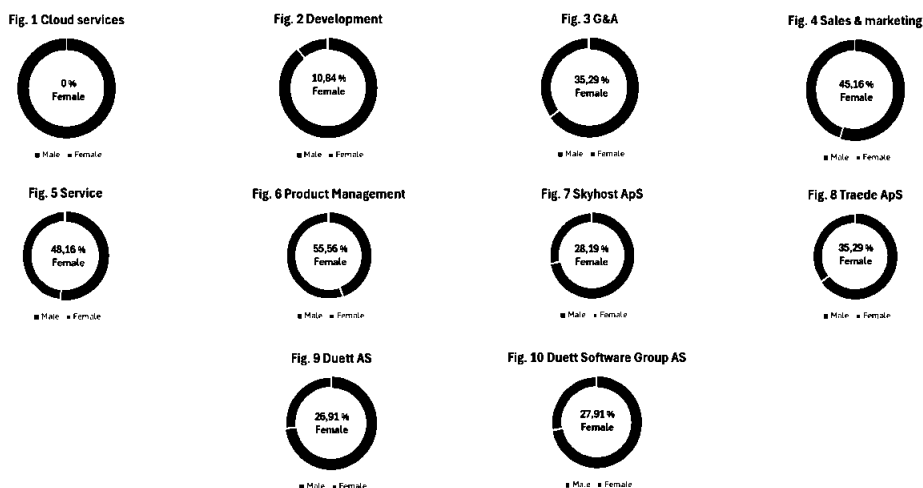 Fig. 1 Cloud services
0 %
Female
■ Male ■ Female
Fig. 2 Development
10,84 %
Female
■ Male ■ Female
Fig. 3 G&A
35,29 %
Female
■ Male ■ Female
Fig. 4 Sales & marketing
45,16 %
Female
■ Male ■ Female
Fig. 5 Service
48,16 %
Female
■ Male ■ Female
Fig. 6 Product Management
55,56 %
Female
■ Male ■ Female
Fig. 7 Skyhost ApS
28,19 %
Female
■ Male ■ Female
Fig. 8 Traede ApS
35,29 %
Female
■ Male ■ Female
Fig. 9 Duett AS
26,91 %
Female
■ Male ■ Female
Fig. 10 Duett Software Group AS
27,91 %
Female
■ Male ■ Female